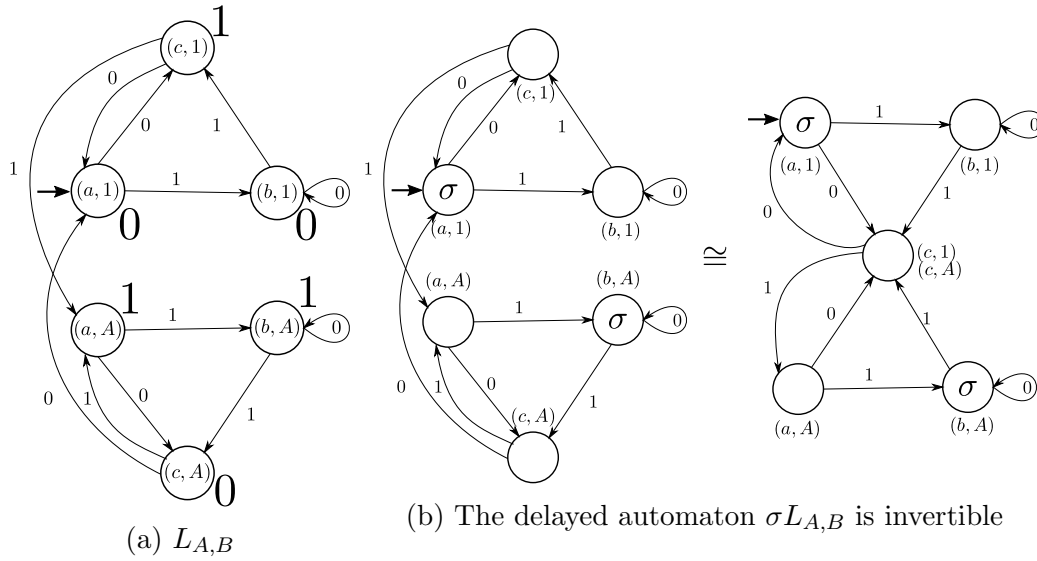 (c, 1) 1
0
0
1
1
(a, 1)
0
1
(b, 1)
0
0
(a, A)
1
1
(b, A)
1
0
0
1
0
1
(c, A)
0
(a) L_{A,B}
(c, 1)
0
0
1
1
σ
(a, 1)
1
(b, 1)
0
(a, A)
1
(b, A)
σ
0
0
1
0
1
(c, A)
≅
σ
(a, 1)
1
(b, 1)
0
0
1
0
(c, 1)
(c, A)
1
0
1
(a, A)
1
σ
(b, A)
0
(b) The delayed automaton σL_{A,B} is invertible